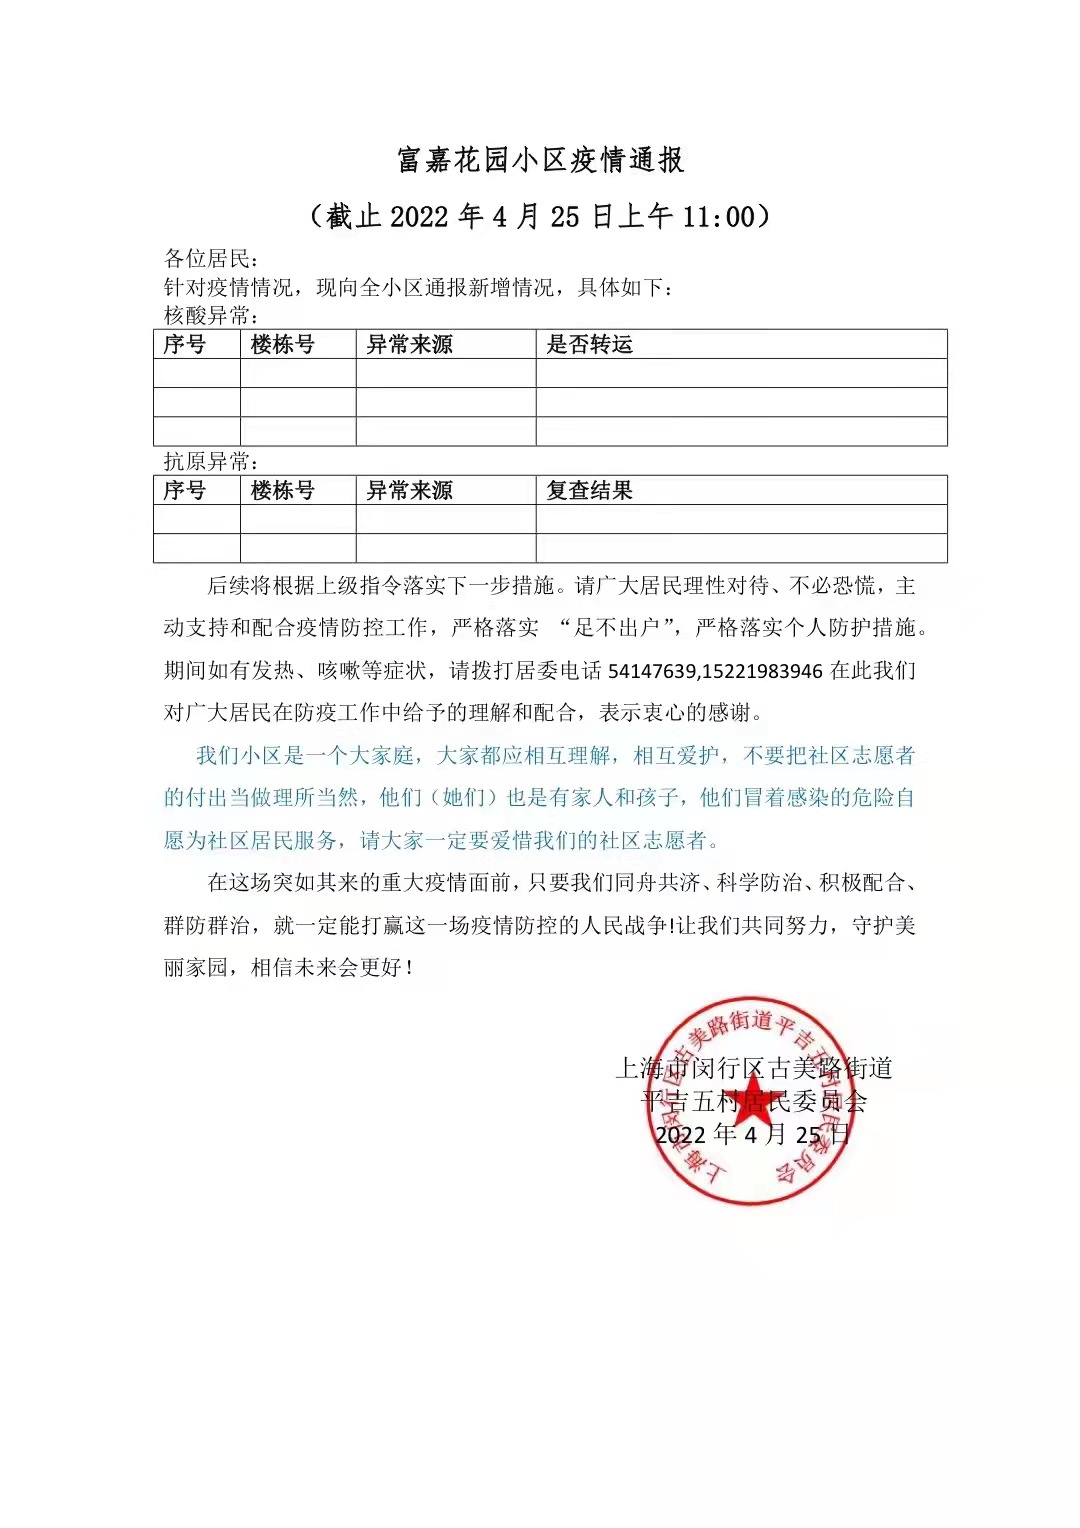 富嘉花园小区疫情通报
（截止 2022 年 4 月 25 日上午 11:00）
各位居民：
针对疫情情况，现向全小区通报新增情况，具体如下：
核酸异常：
序号 楼栋号 异常来源 是否转运
抗原异常：
序号 楼栋号 异常来源 复查结果
后续将根据上级指令落实下一步措施。请广大居民理性对待、不必恐慌，主
动支持和配合疫情防控工作，严格落实 “足不出户”，严格落实个人防护措施。
期间如有发热、咳嗽等症状，请拨打居委电话 54147639,15221983946 在此我们
对广大居民在防疫工作中给予的理解和配合，表示衷心的感谢。
我们小区是一个大家庭，大家都应相互理解，相互爱护，不要把社区志愿者
的付出当做理所当然，他们（她们）也是有家人和孩子，他们冒着感染的危险自
愿为社区居民服务，请大家一定要爱惜我们的社区志愿者。
在这场突如其来的重大疫情面前，只要我们同舟共济、科学防治、积极配合、
群防群治，就一定能打赢这一场疫情防控的人民战争!让我们共同努力，守护美
丽家园，相信未来会更好！
上海市闵行区古美路街道
平吉五村居民委员会
2022 年 4 月 25 日
上海市闵行区古美路街道平吉五村居民委员会